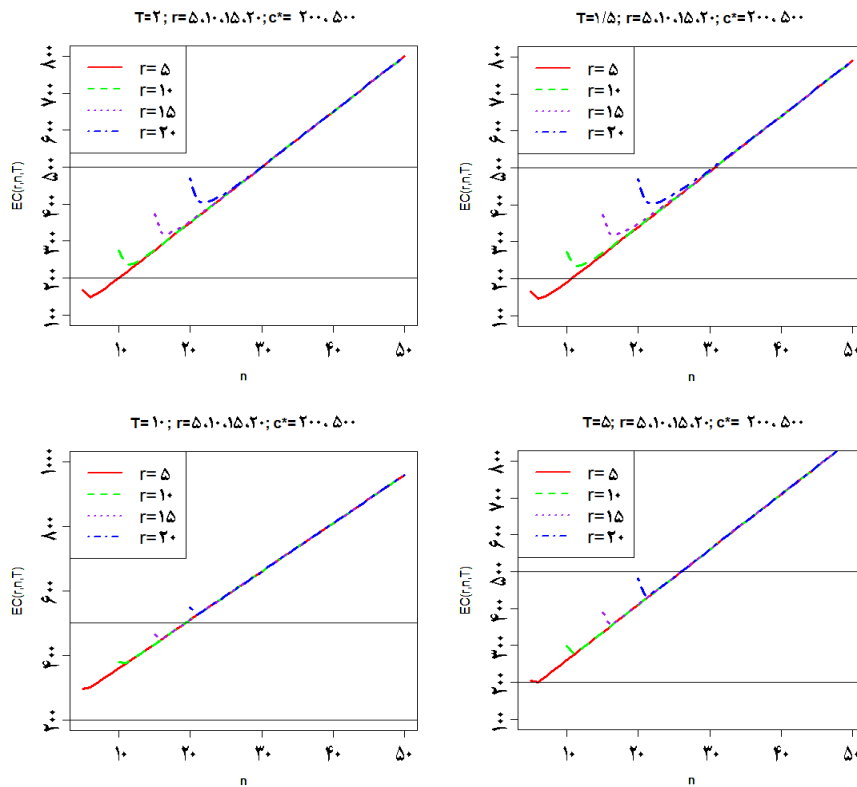 T=۲; r=۵،۱۰،۱۵،۲۰; c*= ۲۰۰،۵۰۰
EC(r,n,T)
۸۰۰
۷۰۰
۶۰۰
۵۰۰
۴۰۰
۳۰۰
۲۰۰
۱۰۰
r= ۵
r= ۱۰
r= ۱۵
r= ۲۰
۱۰ ۲۰ ۳۰ ۴۰ ۵۰
n
T=۱/۵; r=۵،۱۰،۱۵،۲۰; c*= ۲۰۰،۵۰۰
EC(r,n,T)
۸۰۰
۷۰۰
۶۰۰
۵۰۰
۴۰۰
۳۰۰
۲۰۰
۱۰۰
r= ۵
r= ۱۰
r= ۱۵
r= ۲۰
۱۰ ۲۰ ۳۰ ۴۰ ۵۰
n
T=۱۰; r=۵،۱۰،۱۵،۲۰; c*= ۲۰۰،۵۰۰
EC(r,n,T)
۱۰۰۰
۸۰۰
۶۰۰
۴۰۰
۲۰۰
r= ۵
r= ۱۰
r= ۱۵
r= ۲۰
۱۰ ۲۰ ۳۰ ۴۰ ۵۰
n
T=۵; r=۵،۱۰،۱۵،۲۰; c*= ۲۰۰،۵۰۰
EC(r,n,T)
۸۰۰
۷۰۰
۶۰۰
۵۰۰
۴۰۰
۳۰۰
۲۰۰
۱۰۰
r= ۵
r= ۱۰
r= ۱۵
r= ۲۰
۱۰ ۲۰ ۳۰ ۴۰ ۵۰
n